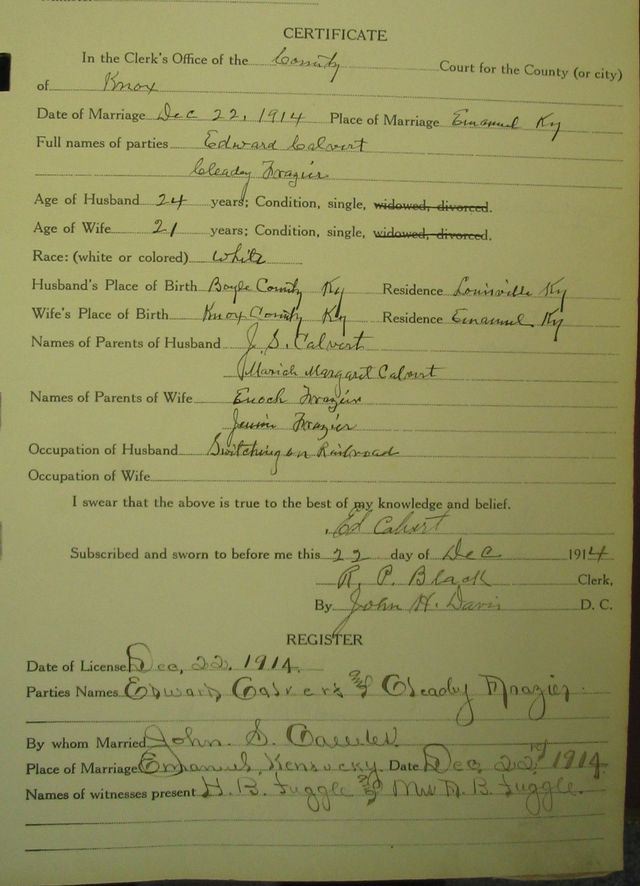 CERTIFICATE
In the Clerk's Office of the County Court for the County (or city)
of Knox
Date of Marriage Dec 22, 1914 Place of Marriage Emanuel Ky
Full names of parties Edward Calvert
Cleady Frazier
Age of Husband 24 years; Condition, single, widowed, divorced.
Age of Wife 21 years; Condition, single, widowed, divorced.
Race: (white or colored) White
Husband's Place of Birth Boyle County Ky Residence Louisville Ky
Wife's Place of Birth Knox County Ky Residence Emanuel Ky
Names of Parents of Husband J. S. Calvert
Mariah Margaret Calvert
Names of Parents of Wife Enoch Frazier
Frazier
Occupation of Husband Switching on Railroad
Occupation of Wife
I swear that the above is true to the best of my knowledge and belief.
Ed Calvert
Subscribed and sworn to before me this 22 day of Dec 1914
R. P. Black Clerk,
By John H. Davis D. C.
REGISTER
Date of License Dec, 22, 1914.
Parties Names Edward Calvert and Cleady Frazier.
By whom Married John. S.
Place of Marriage Emanuel, Kentucky. Date Dec, 22nd 1914.
Names of witnesses present H. B. Tuggle and Mrs H. B. Tuggle.